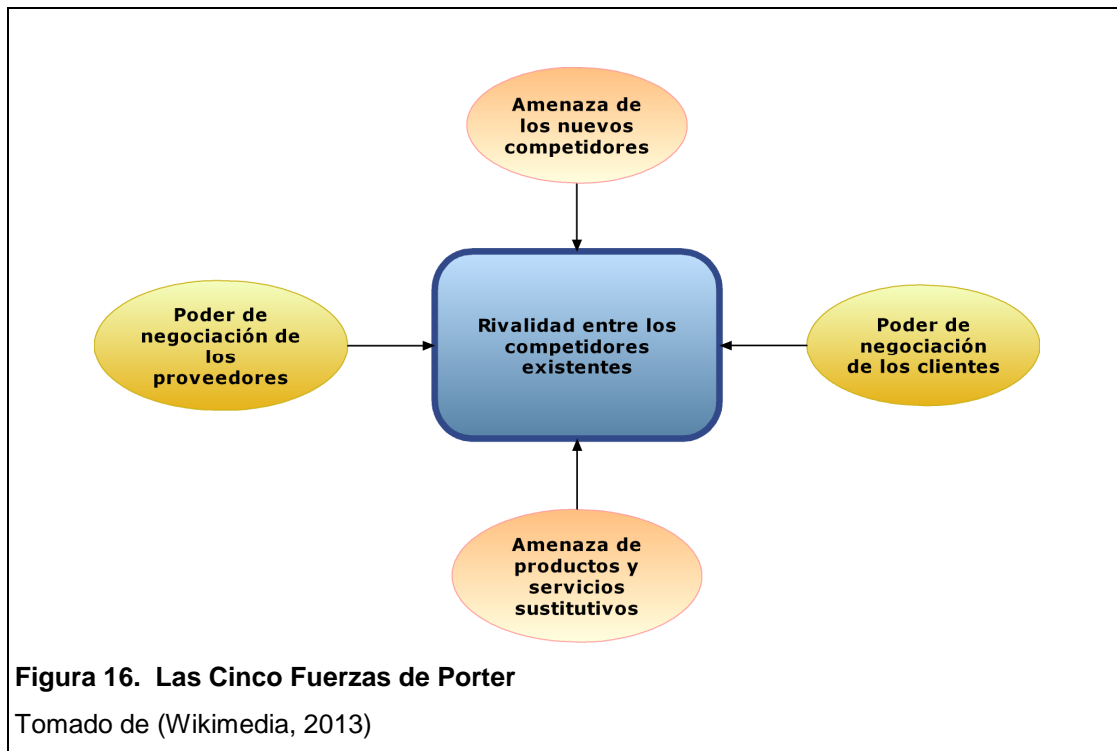 Amenaza de
los nuevos
competidores
Poder de
negociación de
los
proveedores
Rivalidad entre los
competidores
existentes
Poder de
negociación
de los clientes
Amenaza de
productos y
servicios
sustitutivos
Figura 16. Las Cinco Fuerzas de Porter
Tomado de (Wikimedia, 2013)